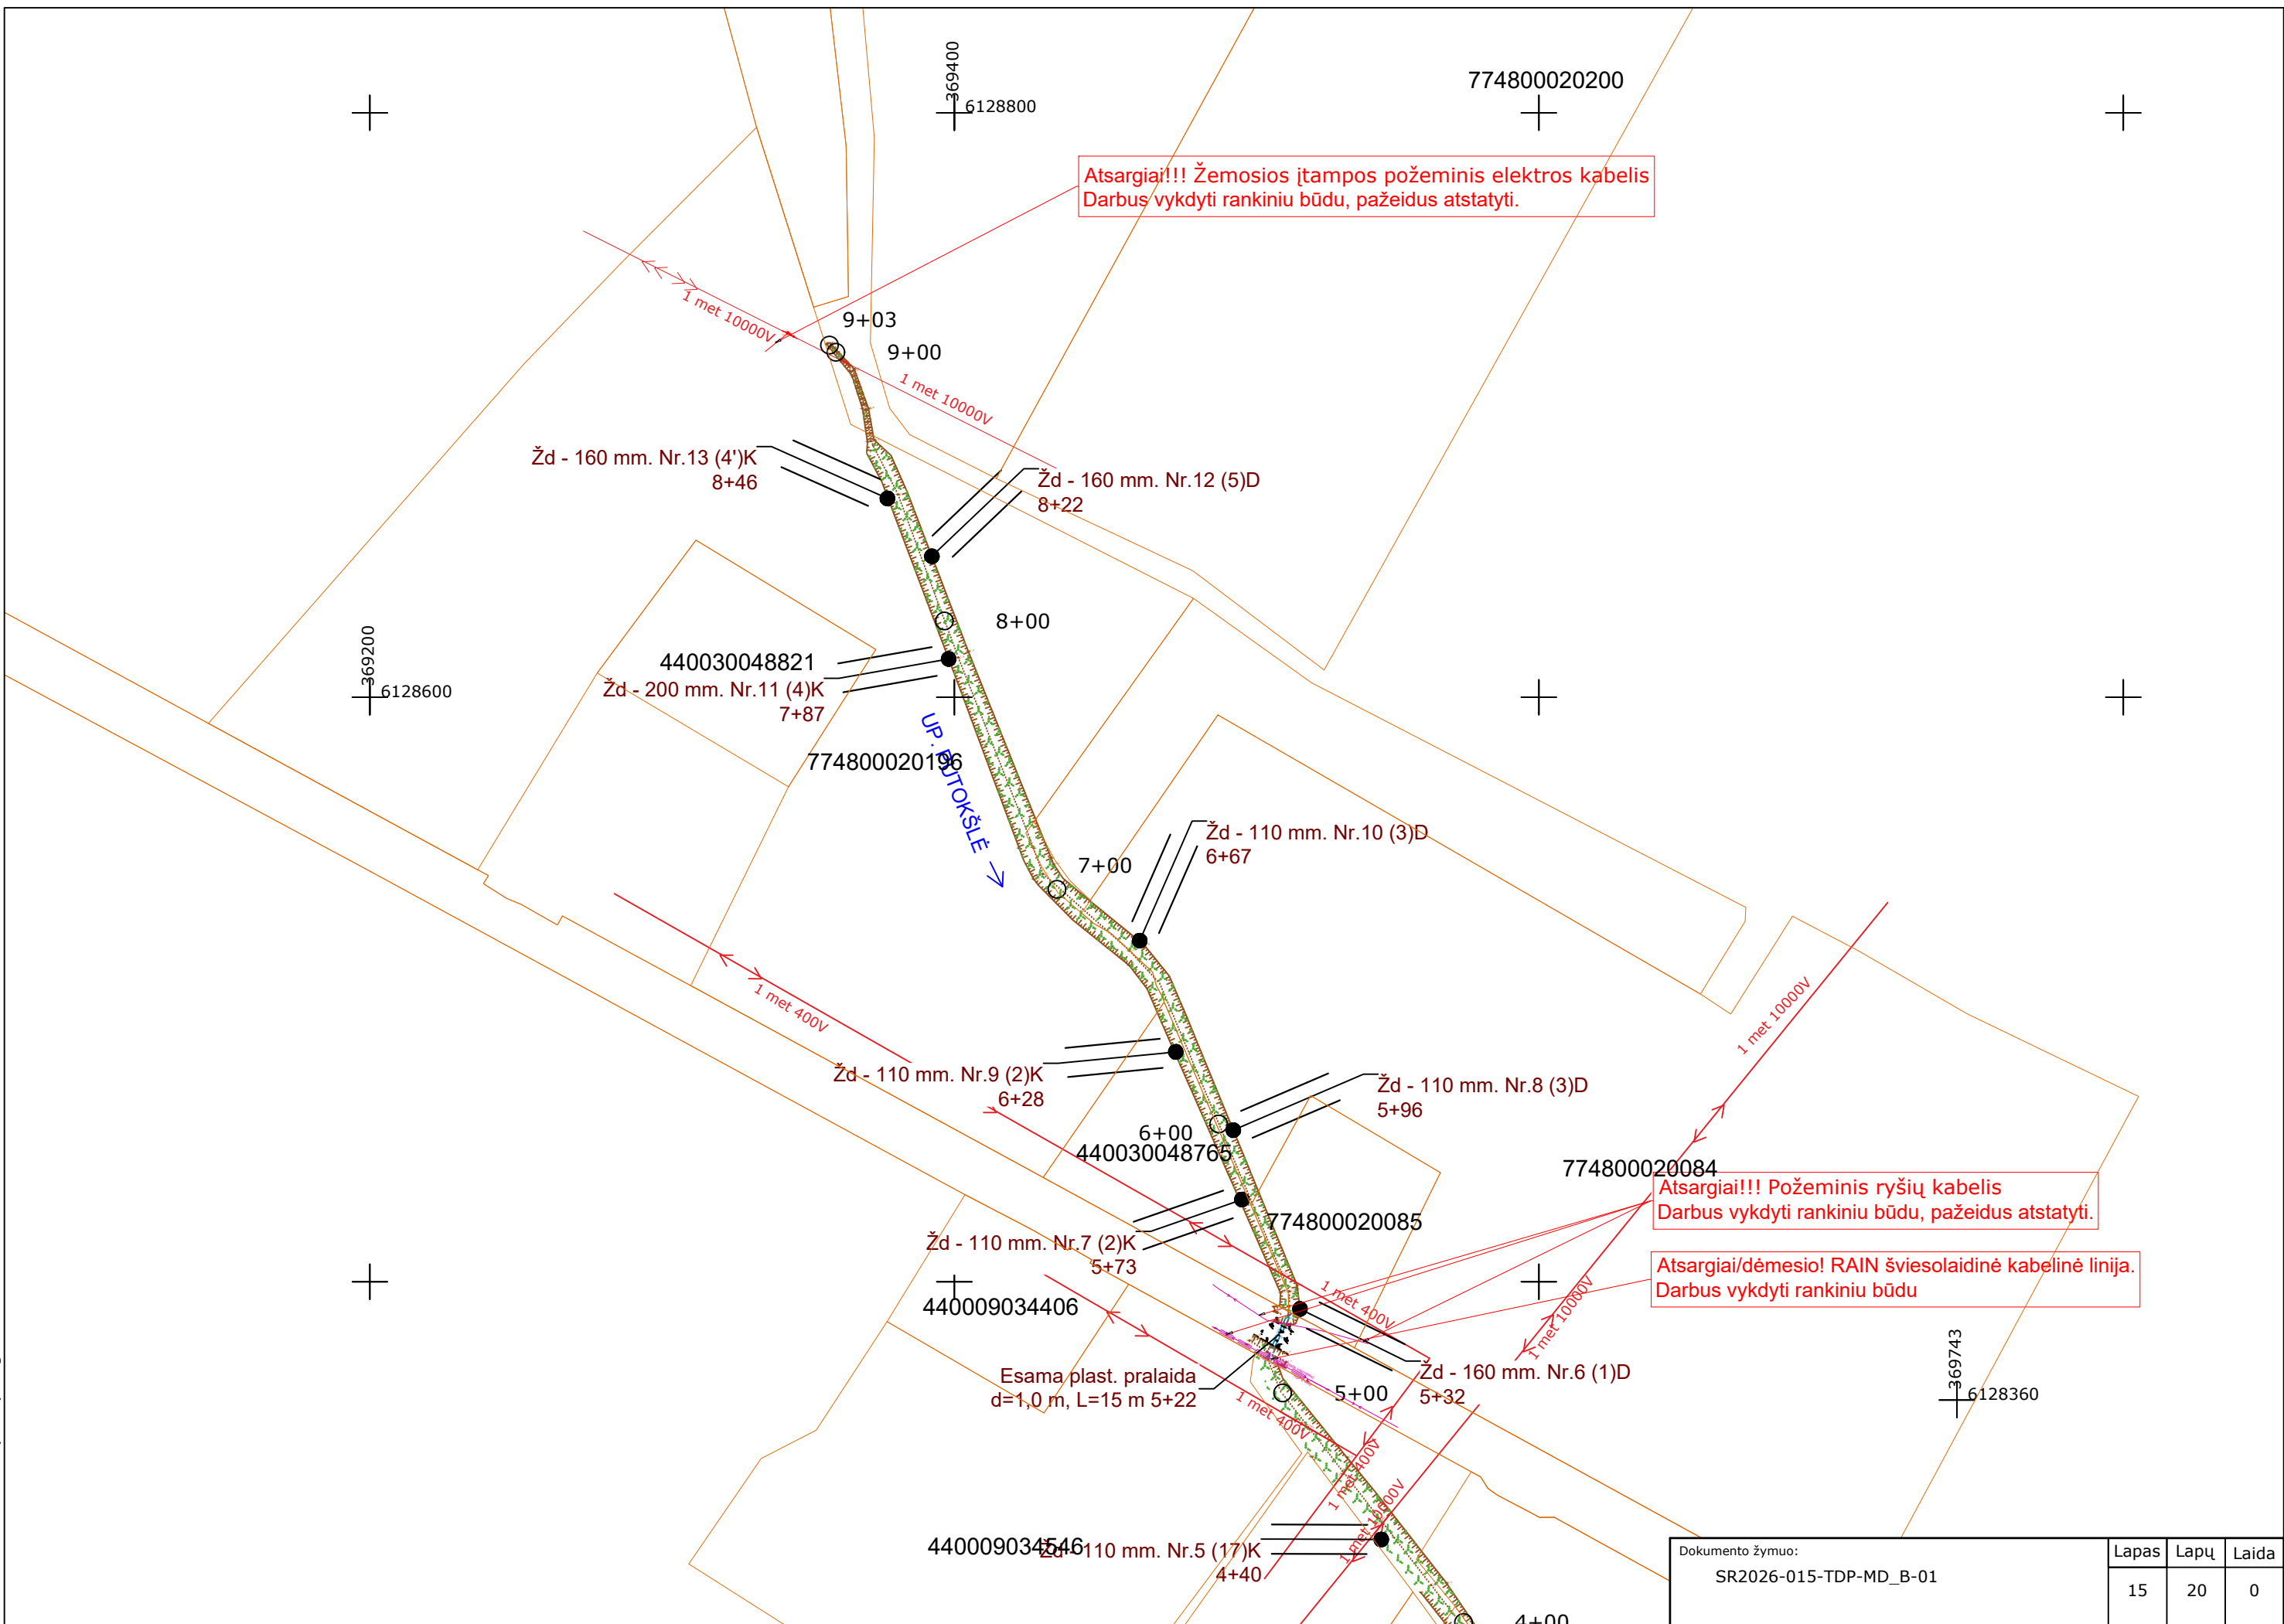 369400
6128800
774800020200
Atsargiai!!! Žemosios įtampos požeminis elektros kabelis
Darbus vykdyti rankiniu būdu, pažeidus atstatyti.
1 met 10000V
9+03
9+00
1 met 10000V
Žd - 160 mm. Nr.13 (4')K
8+46
Žd - 160 mm. Nr.12 (5)D
8+22
8+00
369200
6128600
440030048821
Žd - 200 mm. Nr.11 (4)K
7+87
774800020196
UP. RUTOKŠLĖ
Žd - 110 mm. Nr.10 (3)D
6+67
7+00
1 met 400V
1 met 10000V
Žd - 110 mm. Nr.9 (2)K
6+28
Žd - 110 mm. Nr.8 (3)D
5+96
6+00
440030048765
774800020084
Atsargiai!!! Požeminis ryšių kabelis
Darbus vykdyti rankiniu būdu, pažeidus atstatyti.
774800020085
Žd - 110 mm. Nr.7 (2)K
5+73
Atsargiai/dėmesio! RAIN šviesolaidinė kabelinė linija.
Darbus vykdyti rankiniu būdu
440009034406
1 met 400V
1 met 10000V
Esama plast. pralaida
d=1,0 m, L=15 m 5+22
Žd - 160 mm. Nr.6 (1)D
5+32
5+00
369743
6128360
1 met 400V
1 met 400V
1 met 10000V
440009034546
Žd - 110 mm. Nr.5 (17)K
4+40
4+00
Dokumento žymuo:
SR2026-015-TDP-MD_B-01
Lapas Lapų Laida
15 20 0